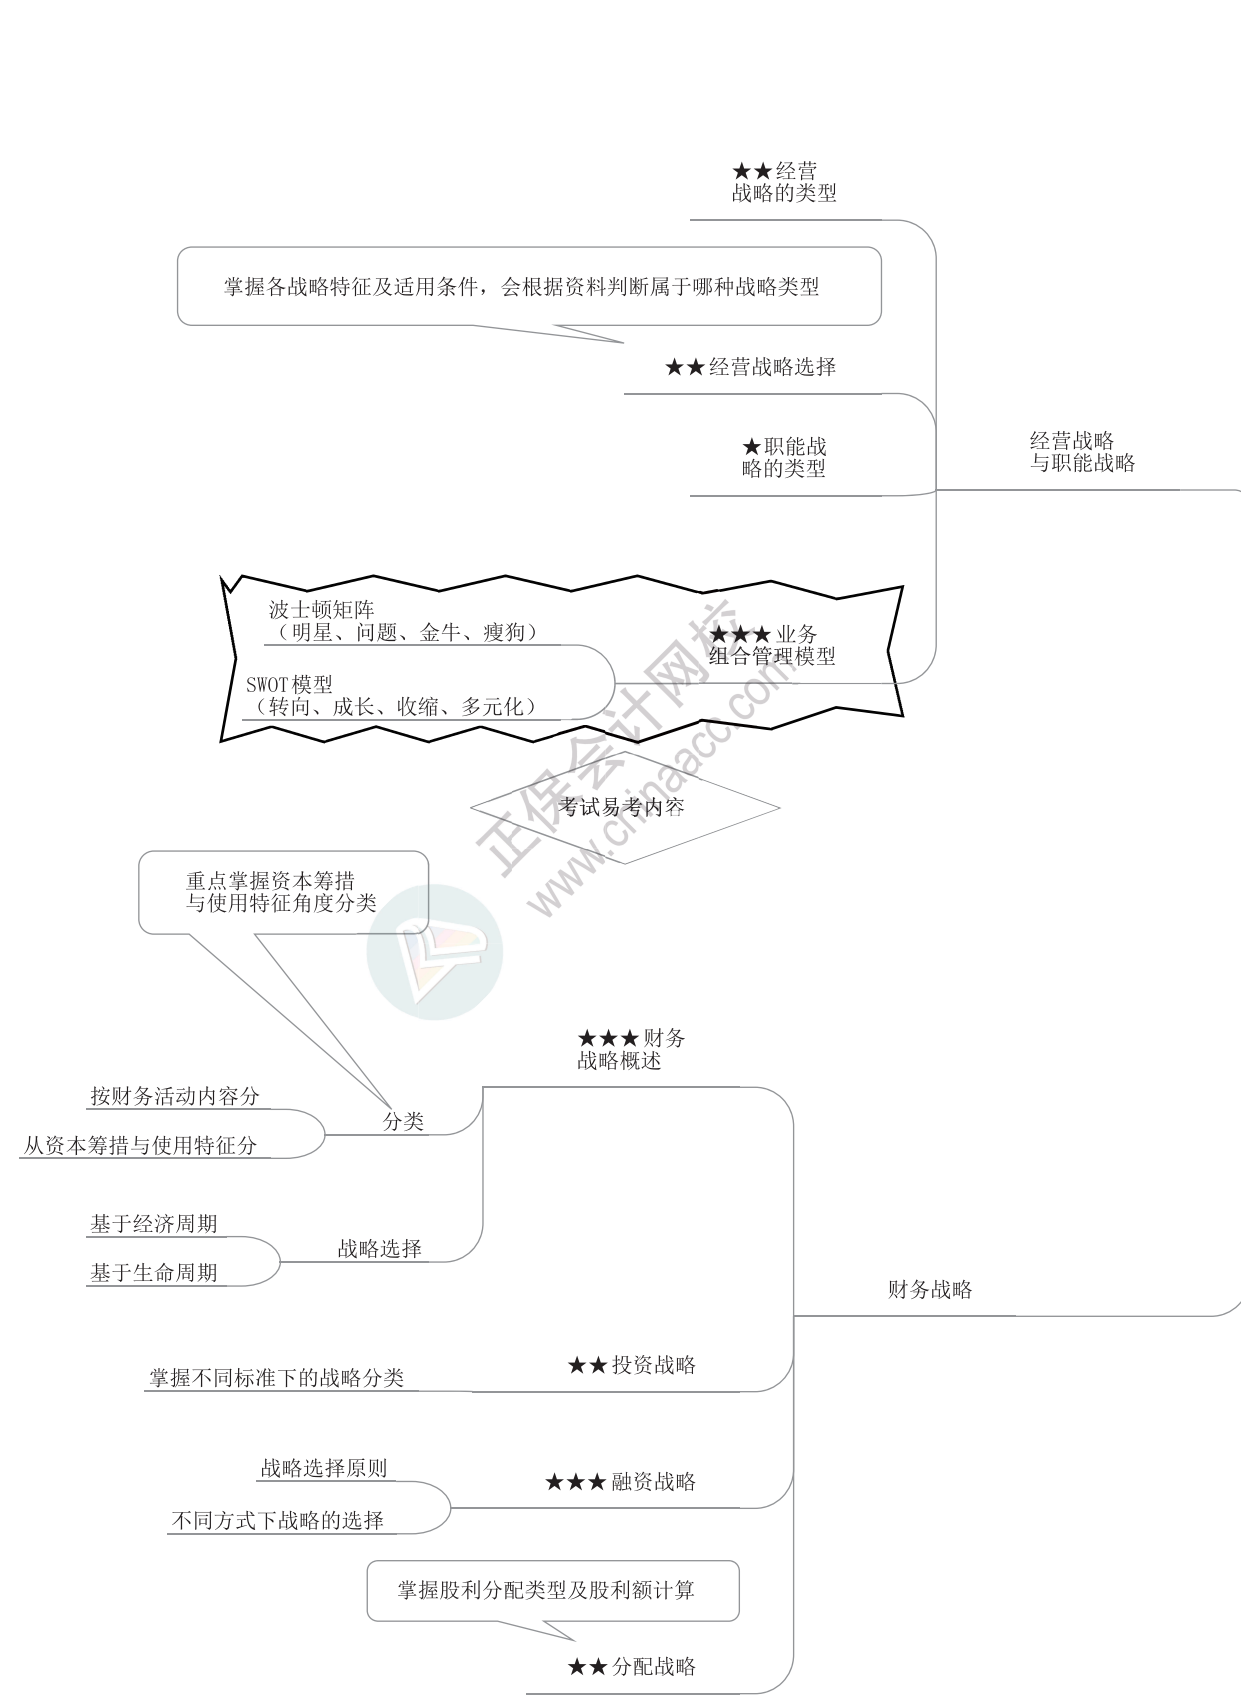 ★★经营
战略的类型
掌握各战略特征及适用条件，会根据资料判断属于哪种战略类型
★★经营战略选择
★职能战
略的类型
经营战略
与职能战略
波士顿矩阵
（明星、问题、金牛、瘦狗）
★★★业务
组合管理模型
SWOT模型
（转向、成长、收缩、多元化）
考试易考内容
正保会计网校
www.chinaacc.com
重点掌握资本筹措
与使用特征角度分类
★★★财务
战略概述
按财务活动内容分
分类
从资本筹措与使用特征分
基于经济周期
战略选择
基于生命周期
财务战略
★★投资战略
掌握不同标准下的战略分类
战略选择原则
★★★融资战略
不同方式下战略的选择
掌握股利分配类型及股利额计算
★★分配战略